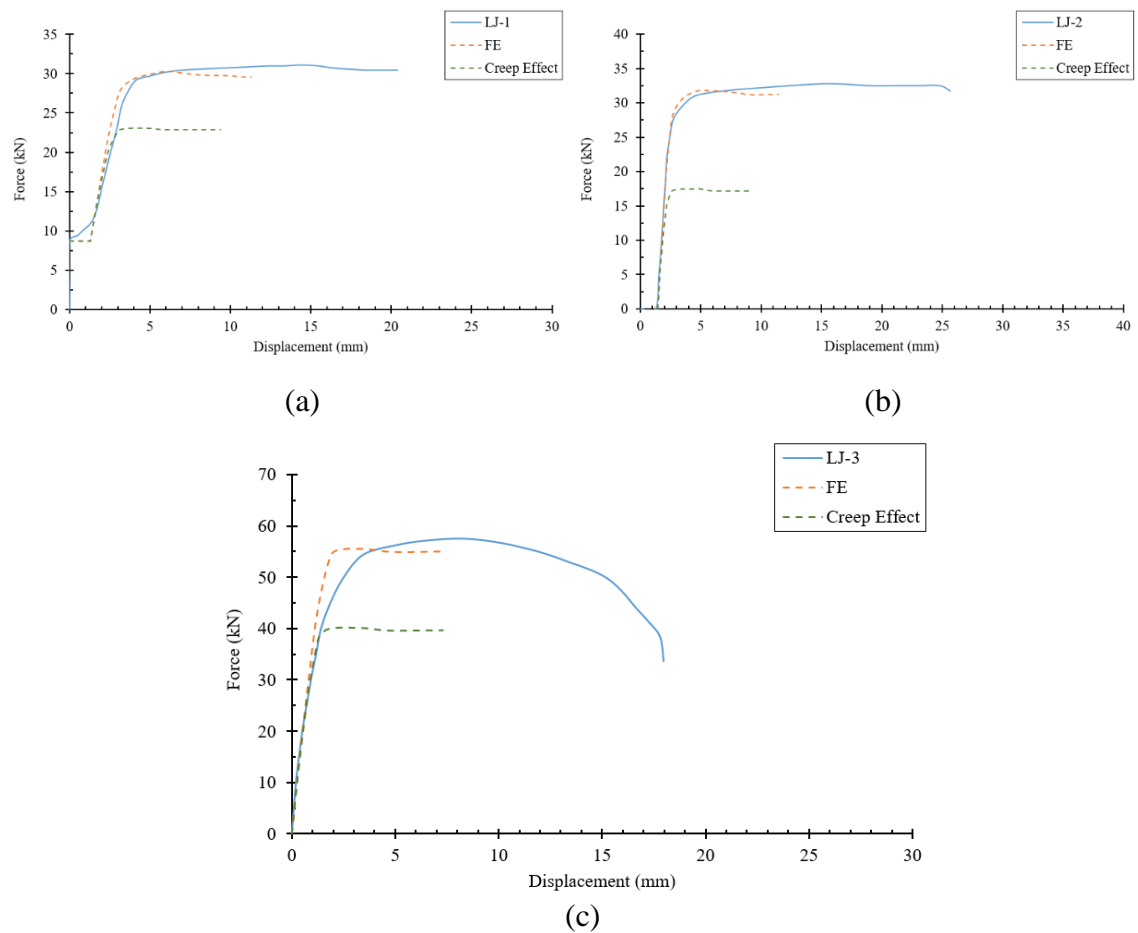 LJ-1
FE
Creep Effect
35
30
25
20
15
10
5
0
Force (kN)
0 5 10 15 20 25 30
Displacement (mm)
(a)
LJ-2
FE
Creep Effect
40
35
30
25
20
15
10
5
0
Force (kN)
0 5 10 15 20 25 30 35 40
Displacement (mm)
(b)
LJ-3
FE
Creep Effect
70
60
50
40
30
20
10
0
Force (kN)
0 5 10 15 20 25 30
Displacement (mm)
(c)